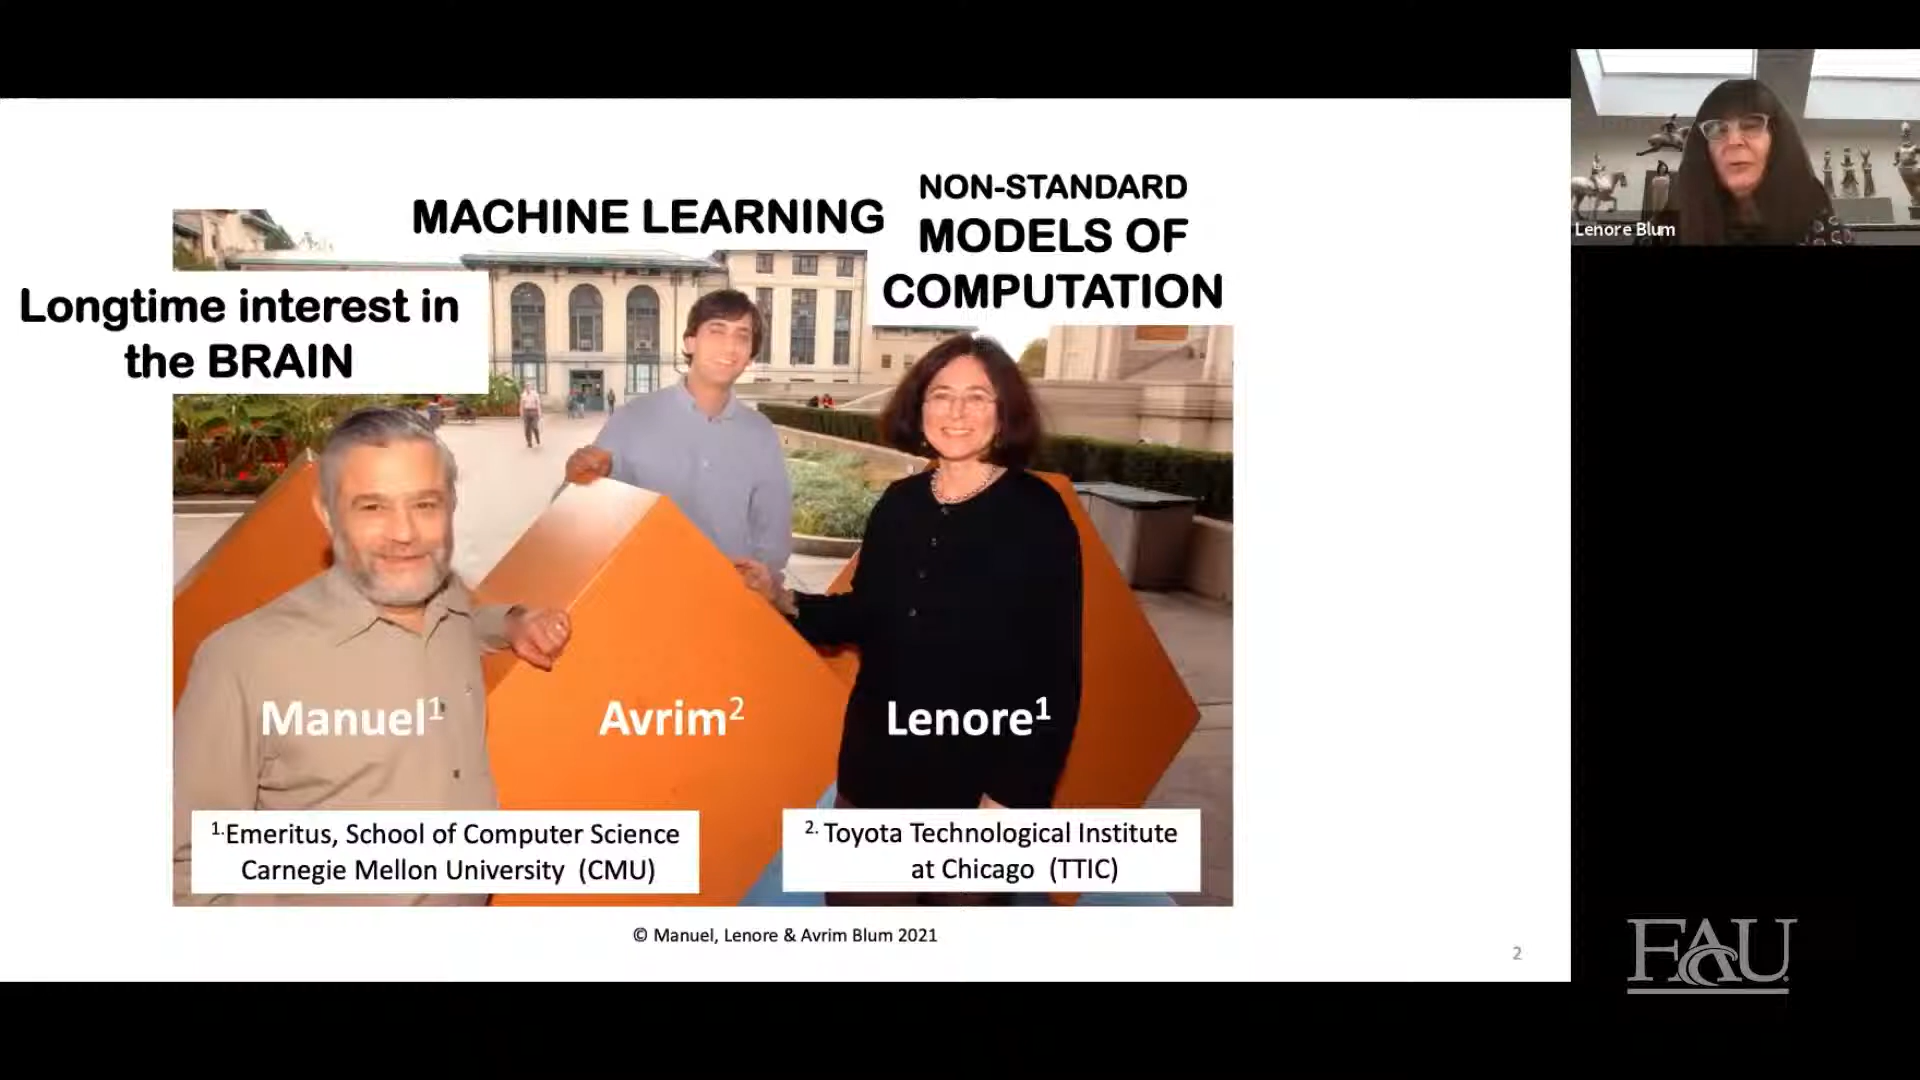 MACHINE LEARNING
NON-STANDARD
MODELS OF
COMPUTATION
Longtime interest in
the BRAIN
Manuel1
Avrim2
Lenore1
1.Emeritus, School of Computer Science
Carnegie Mellon University (CMU)
2. Toyota Technological Institute
at Chicago (TTIC)
© Manuel, Lenore & Avrim Blum 2021
2
Lenore Blum
FAU